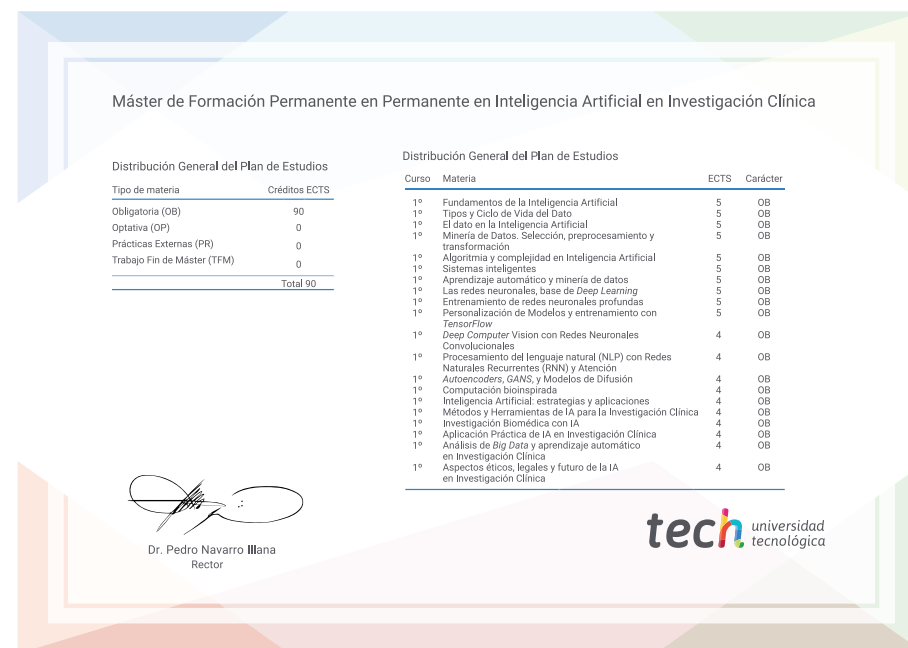 Máster de Formación Permanente en Permanente en Inteligencia Artificial en Investigación Clínica
Distribución General del Plan de Estudios
Tipo de materia Créditos ECTS
Obligatoria (OB) 90
Optativa (OP) 0
Prácticas Externas (PR) 0
Trabajo Fin de Máster (TFM) 0
Total 90
Distribución General del Plan de Estudios
Curso Materia ECTS Carácter
1º Fundamentos de la Inteligencia Artificial 5 OB
1º Tipos y Ciclo de Vida del Dato 5 OB
1º El dato en la Inteligencia Artificial 5 OB
1º Minería de Datos. Selección, preprocesamiento y 5 OB
transformación
1º Algoritmia y complejidad en Inteligencia Artificial 5 OB
1º Sistemas inteligentes 5 OB
1º Aprendizaje automático y minería de datos 5 OB
1º Las redes neuronales, base de Deep Learning 5 OB
1º Entrenamiento de redes neuronales profundas 5 OB
1º Personalización de Modelos y entrenamiento con 5 OB
TensorFlow
1º Deep Computer Vision con Redes Neuronales 4 OB
Convolucionales
1º Procesamiento del lenguaje natural (NLP) con Redes 4 OB
Naturales Recurrentes (RNN) y Atención
1º Autoencoders, GANS, y Modelos de Difusión 4 OB
1º Computación bioinspirada 4 OB
1º Inteligencia Artificial: estrategias y aplicaciones 4 OB
1º Métodos y Herramientas de IA para la Investigación Clínica 4 OB
1º Investigación Biomédica con IA 4 OB
1º Aplicación Práctica de IA en Investigación Clínica 4 OB
1º Análisis de Big Data y aprendizaje automático 4 OB
en Investigación Clínica
1º Aspectos éticos, legales y futuro de la IA 4 OB
en Investigación Clínica
Dr. Pedro Navarro Illana
Rector
tech universidad
tecnológica